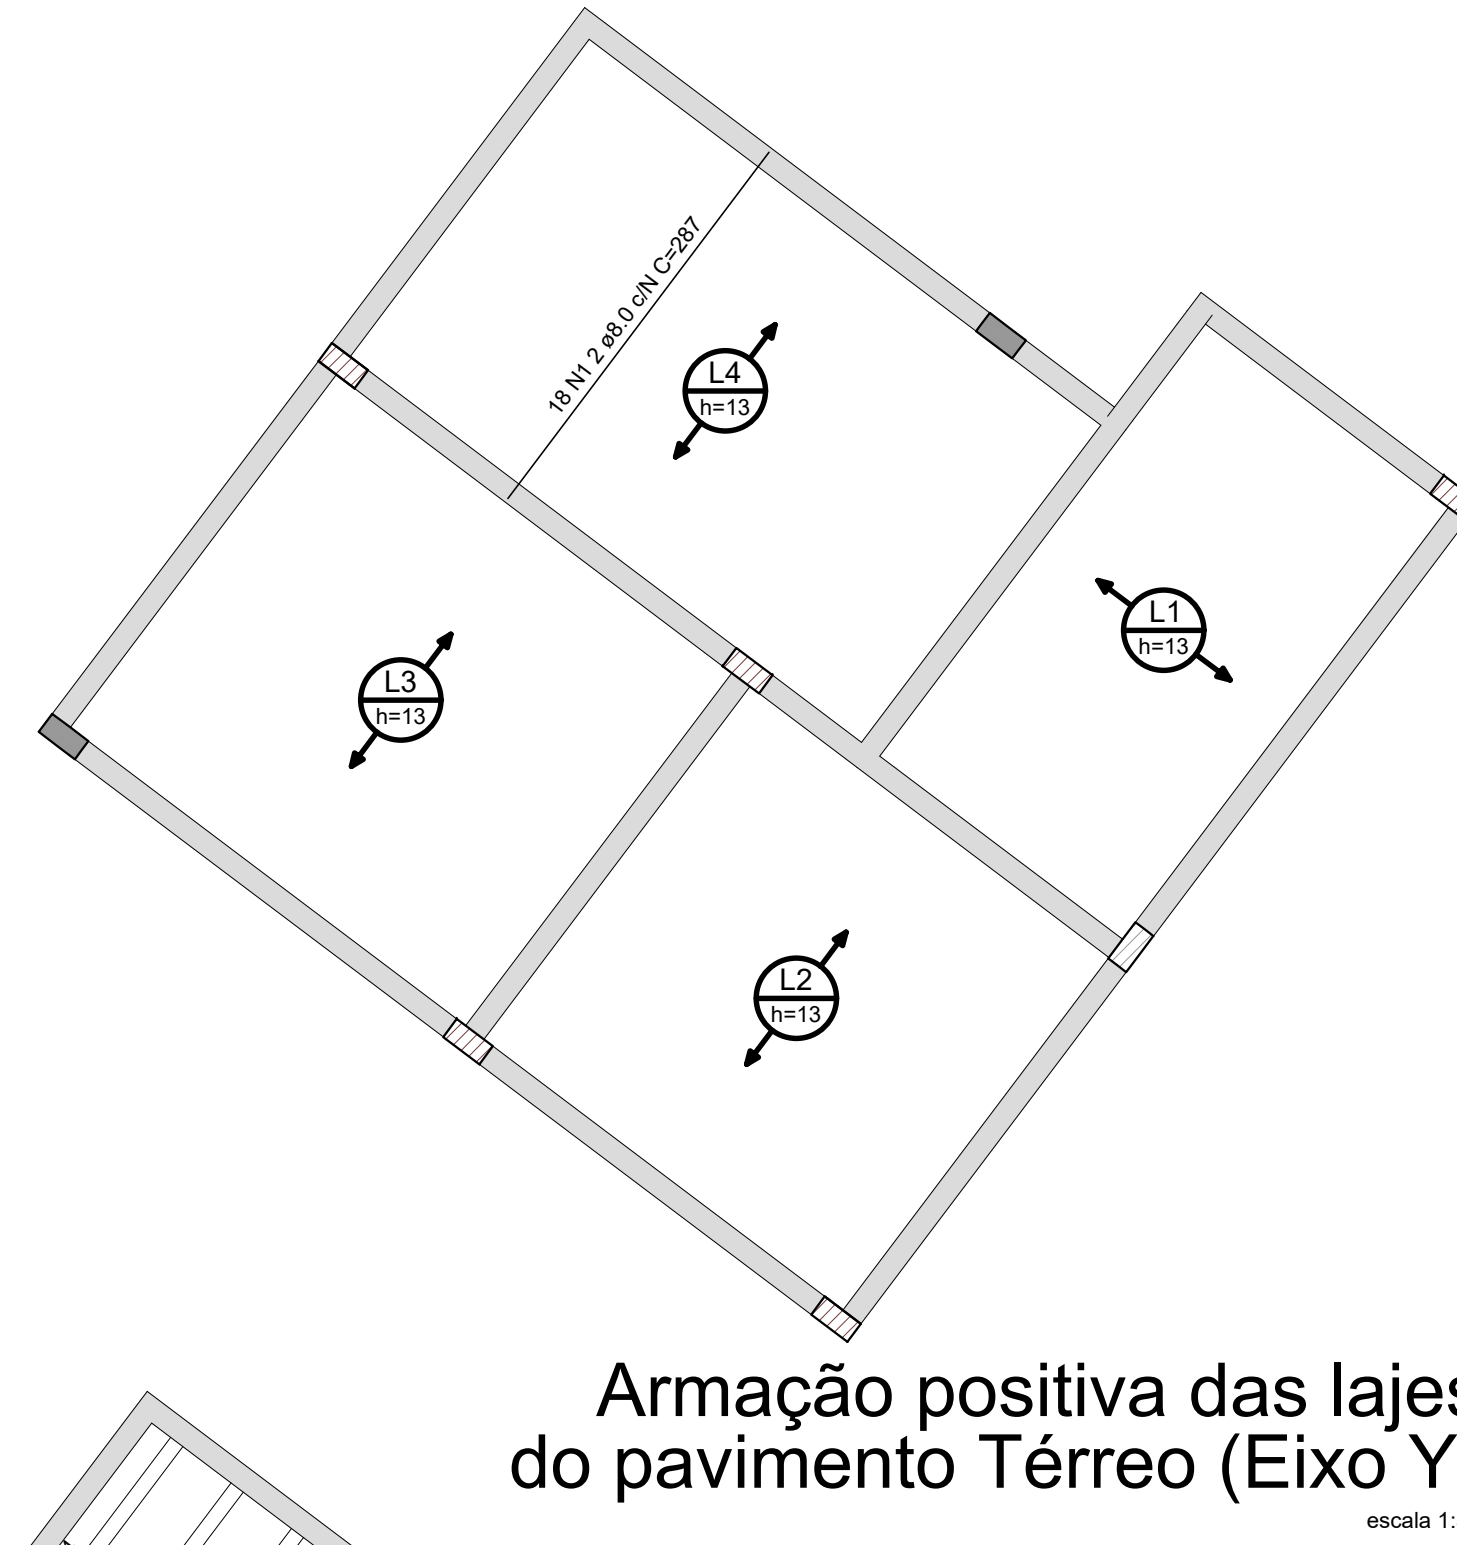 18 N1 2 ø8.0 c/N C=287
L4
h=13
L1
h=13
L3
h=13
L2
h=13
Armação positiva das lajes
do pavimento Térreo (Eixo Y
escala 1: